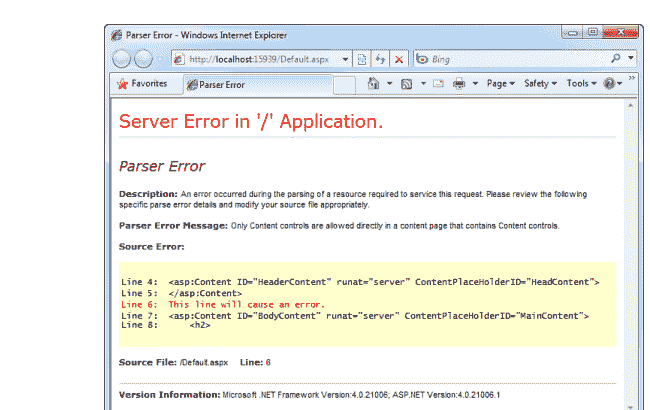 Parser Error - Windows Internet Explorer
http://localhost:15939/Default.aspx
Bing
Favorites
Parser Error
Page
Safety
Tools
Server Error in '/' Application.
Parser Error
Description: An error occurred during the parsing of a resource required to service this request. Please review the following
specific parse error details and modify your source file appropriately.
Parser Error Message: Only Content controls are allowed directly in a content page that contains Content controls.
Source Error:
Line 4: <asp:Content ID="HeaderContent" runat="server" ContentPlaceHolderID="HeadContent">
Line 5: </asp:Content>
Line 6: This line will cause an error.
Line 7: <asp:Content ID="BodyContent" runat="server" ContentPlaceHolderID="MainContent">
Line 8: <h2>
Source File: /Default.aspx Line: 6
Version Information: Microsoft .NET Framework Version:4.0.21006; ASP.NET Version:4.0.21006.1